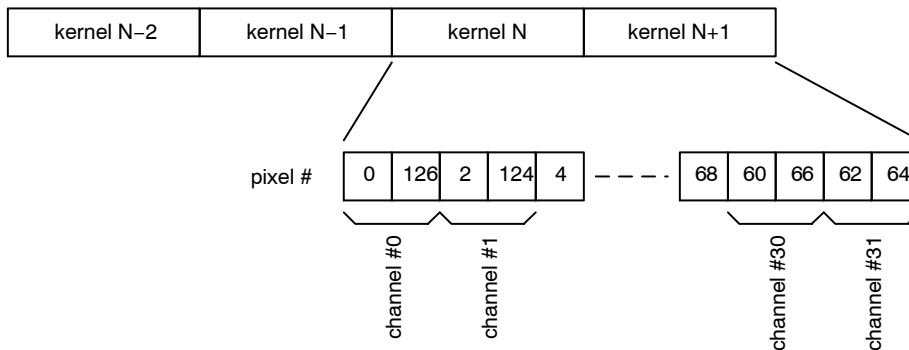 kernel N−2 kernel N−1 kernel N kernel N+1
pixel # 0 126 2 124 4 68 60 66 62 64
channel #0
channel #1
channel #30
channel #31